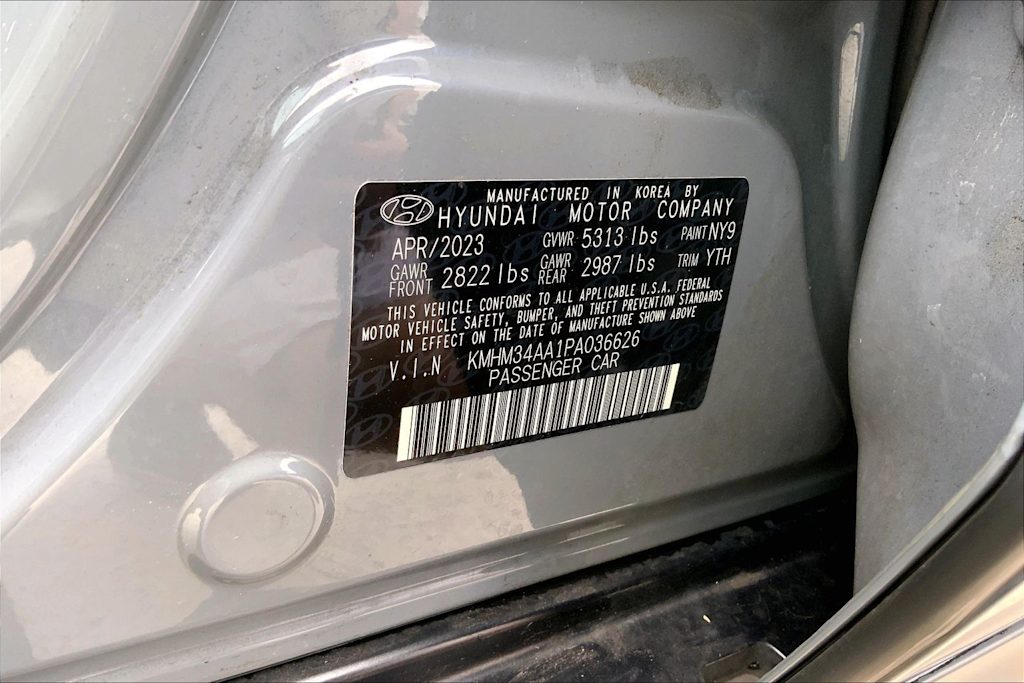 MANUFACTURED IN KOREA BY
HYUNDAI MOTOR COMPANY
APR/2023 GVWR 5313 lbs PAINT NY9
GAWR FRONT 2822 lbs GAWR REAR 2987 lbs TRIM YTH
THIS VEHICLE CONFORMS TO ALL APPLICABLE U.S.A. FEDERAL
MOTOR VEHICLE SAFETY, BUMPER, AND THEFT PREVENTION STANDARDS
IN EFFECT ON THE DATE OF MANUFACTURE SHOWN ABOVE
V.I.N KMHM34AA1PA036626
PASSENGER CAR